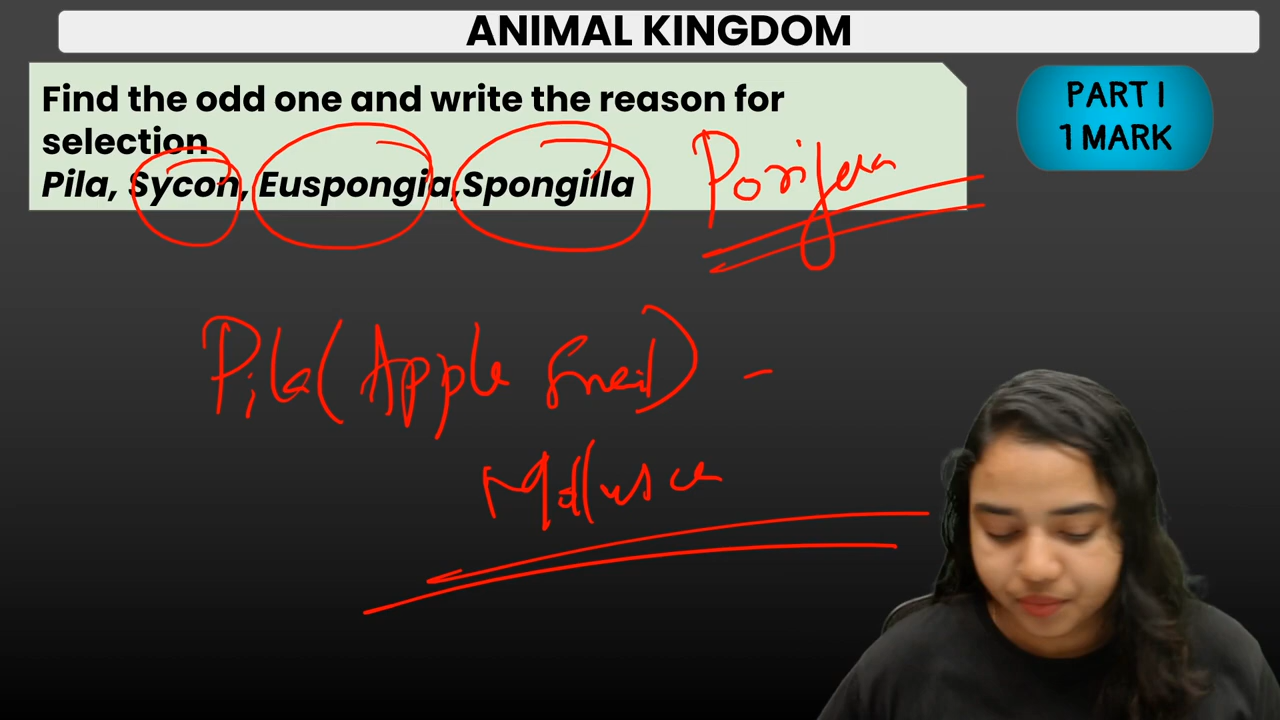 ANIMAL KINGDOM
Find the odd one and write the reason for
selection
Pila, Sycon, Euspongia,Spongilla
PART I
1 MARK
Porifera
Pila (Apple Snail) -
Mollusca